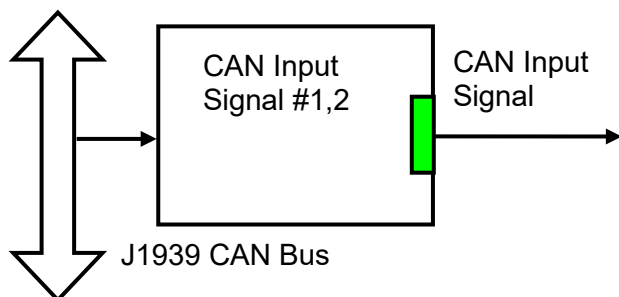 CAN Input
Signal #1,2
CAN Input
Signal
J1939 CAN Bus